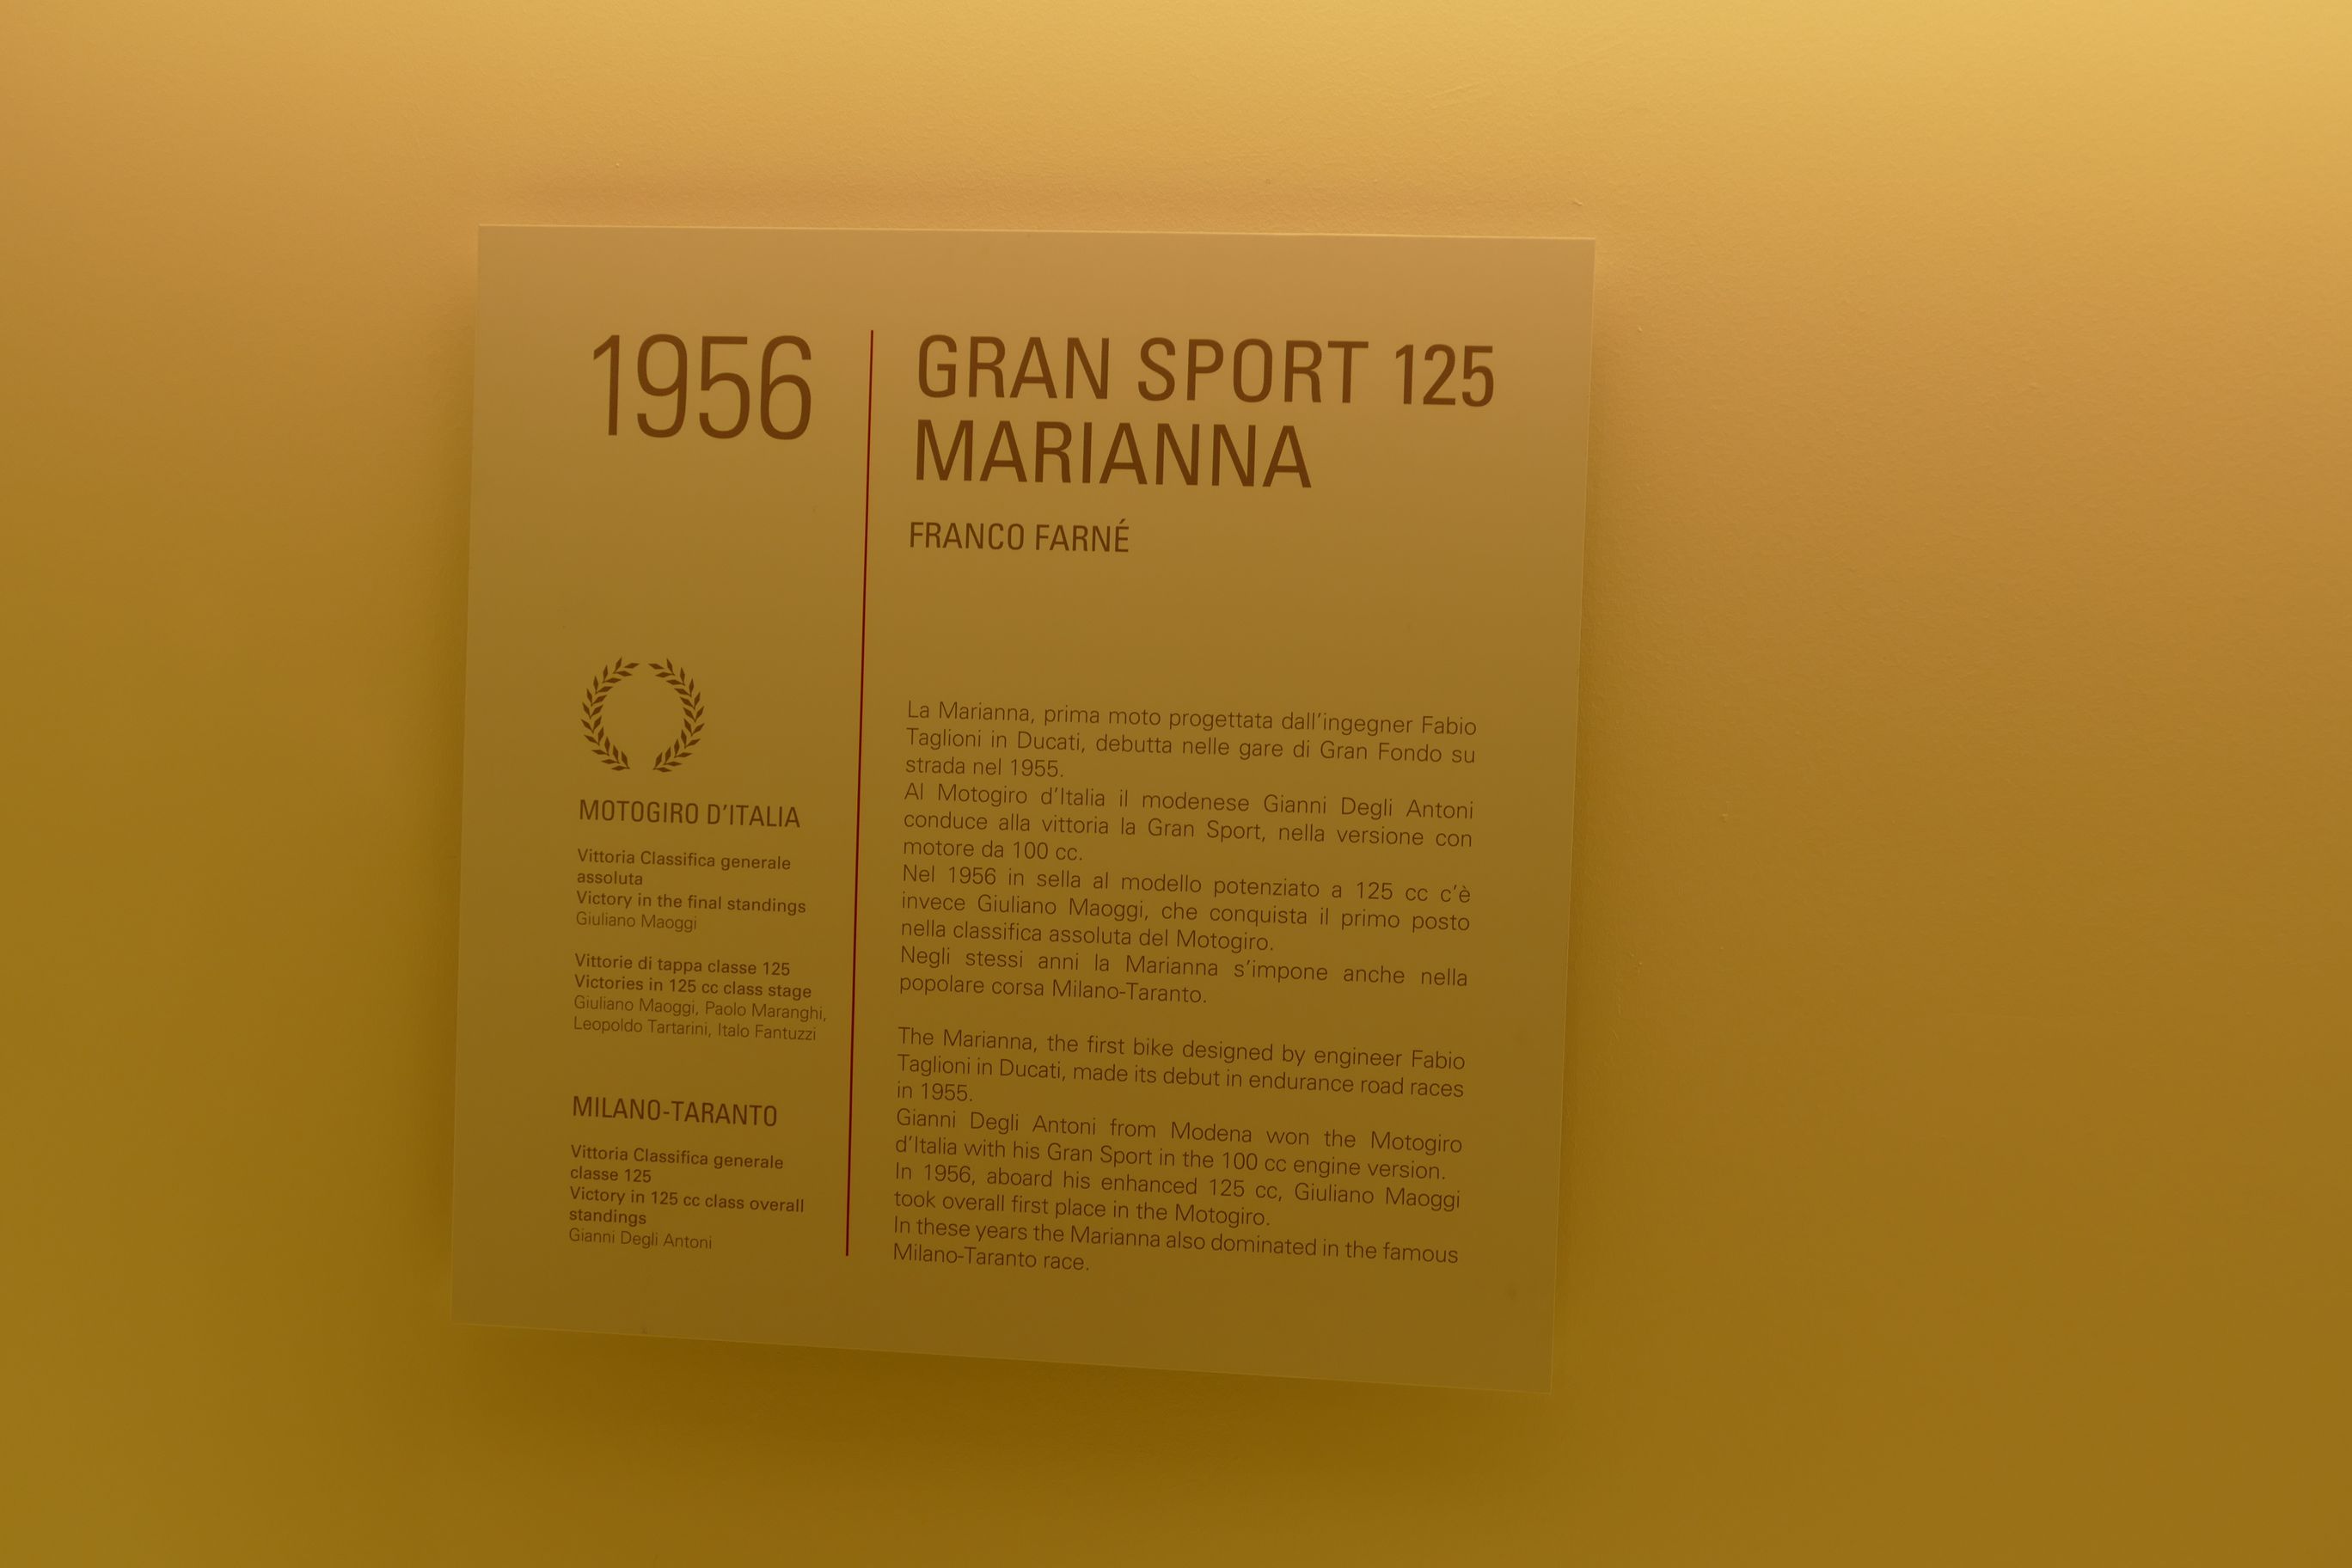 1956
GRAN SPORT 125
MARIANNA
FRANCO FARNÉ
MOTOGIRO D'ITALIA
Vittoria Classifica generale
assoluta
Victory in the final standings
Giuliano Maoggi
Vittorie di tappa classe 125
Victories in 125 cc class stage
Giuliano Maoggi, Paolo Maranghi,
Leopoldo Tartarini, Italo Fantuzzi
MILANO-TARANTO
Vittoria Classifica generale
classe 125
Victory in 125 cc class overall
standings
Gianni Degli Antoni
La Marianna, prima moto progettata dall'ingegner Fabio
Taglioni in Ducati, debutta nelle gare di Gran Fondo su
strada nel 1955.
Al Motogiro d'Italia il modenese Gianni Degli Antoni
conduce alla vittoria la Gran Sport, nella versione con
motore da 100 cc.
Nel 1956 in sella al modello potenziato a 125 cc c'è
invece Giuliano Maoggi, che conquista il primo posto
nella classifica assoluta del Motogiro.
Negli stessi anni la Marianna s'impone anche nella
popolare corsa Milano-Taranto.
The Marianna, the first bike designed by engineer Fabio
Taglioni in Ducati, made its debut in endurance road races
in 1955.
Gianni Degli Antoni from Modena won the Motogiro
d'Italia with his Gran Sport in the 100 cc engine version.
In 1956, aboard his enhanced 125 cc, Giuliano Maoggi
took overall first place in the Motogiro.
In these years the Marianna also dominated in the famous
Milano-Taranto race.